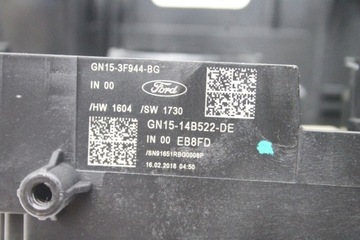 GN15-3F944-BG
IN 00 Ford
/HW 1604 /SW 1730
GN15-14B522-DE
IN 00 EB8FD
/SN91651RBG00808P
16.02.2018 04:50